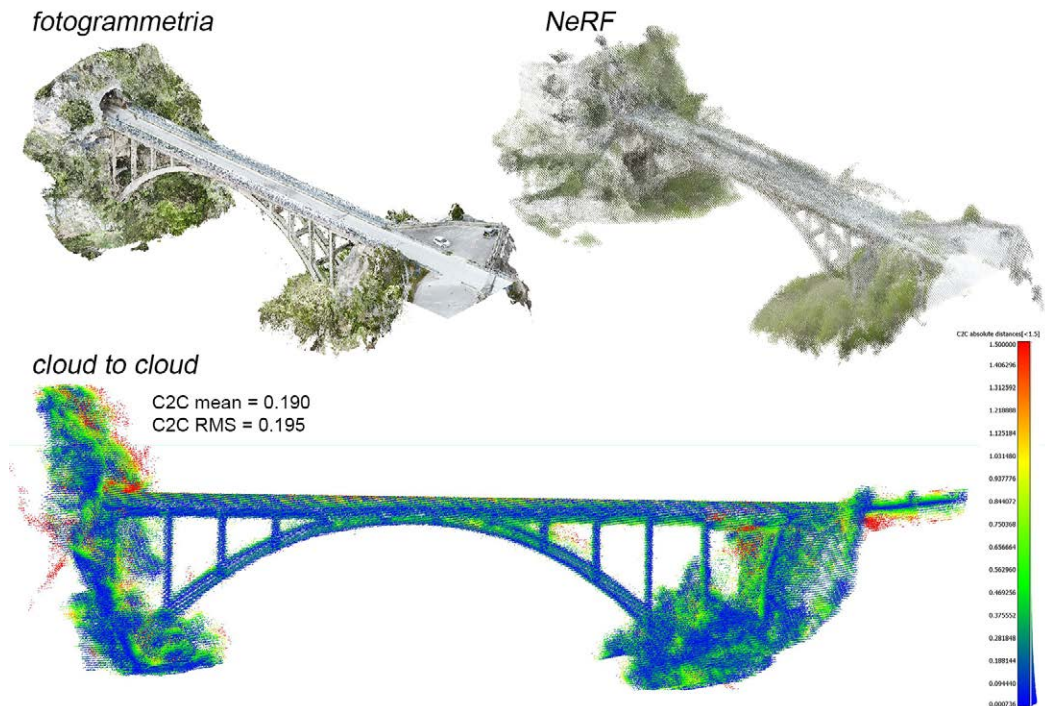 fotogrammetria
NeRF
cloud to cloud
C2C mean = 0.190
C2C RMS = 0.195
C2C absolute distances[<1.5]
1.500000
1.406296
1.312592
1.218888
1.125184
1.031480
0.937776
0.844072
0.750368
0.656664
0.562960
0.469256
0.375552
0.281848
0.188144
0.094440
0.000736